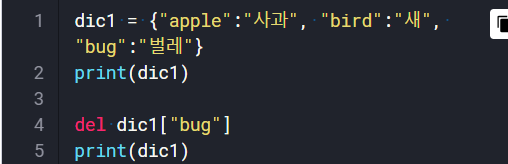 1 dic1 = {"apple":"사과", "bird":"새",
"bug":"벌레"}
2 print(dic1)
3
4 del dic1["bug"]
5 print(dic1)